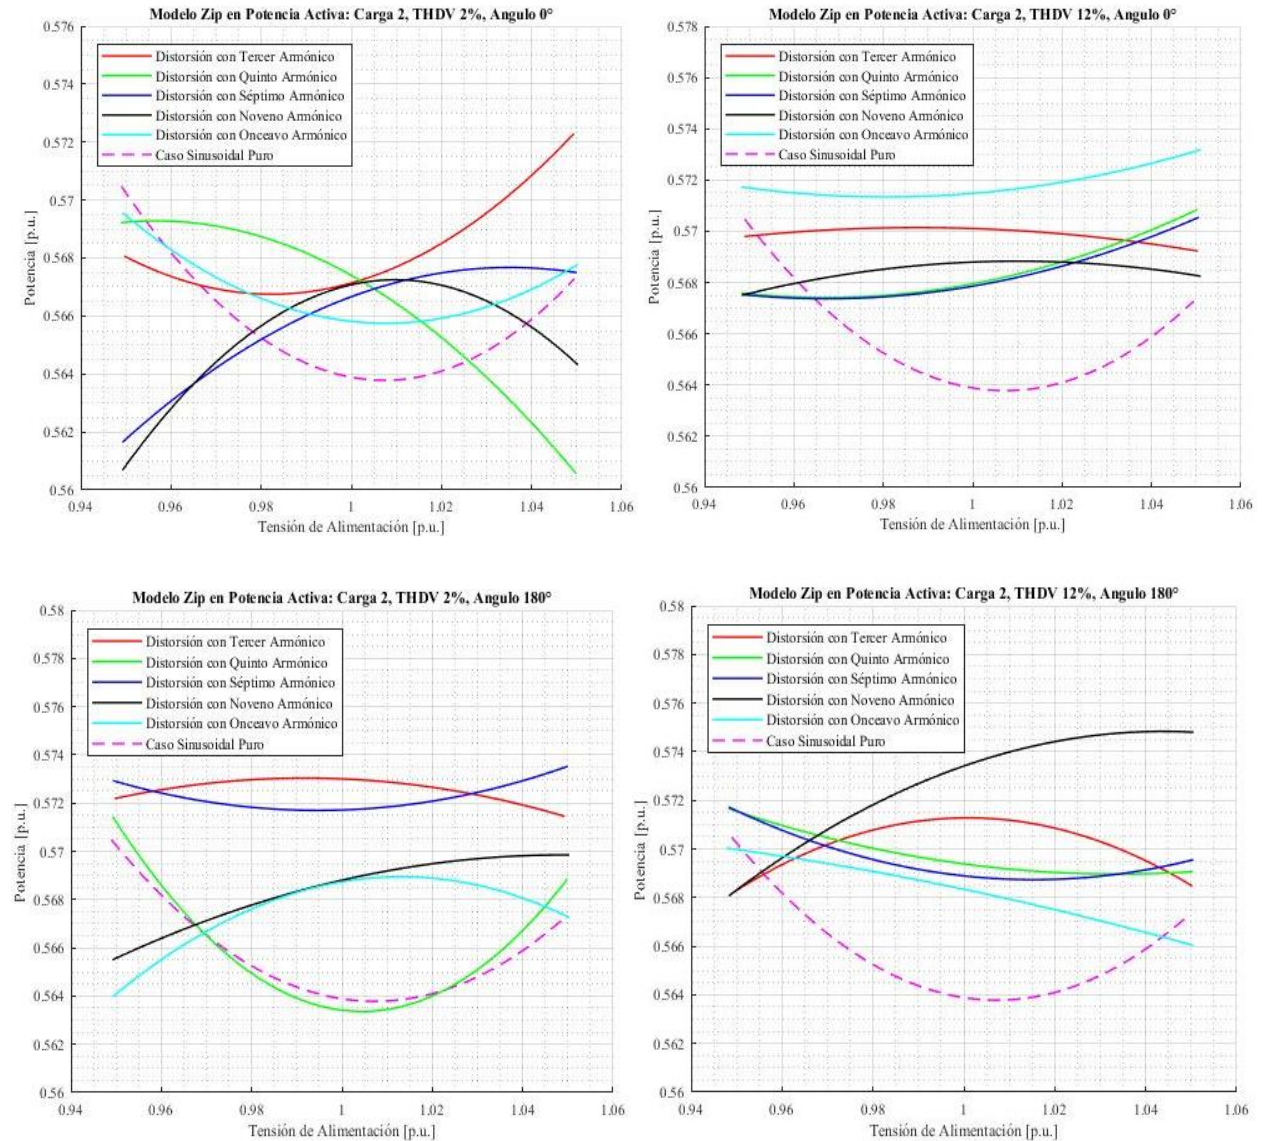 Modelo Zip en Potencia Activa: Carga 2, THDV 2%, Angulo 0°
0.576
0.574
0.572
0.57
0.568
0.566
0.564
0.562
0.56
Potencia [p.u.]
Distorsión con Tercer Armónico
Distorsión con Quinto Armónico
Distorsión con Séptimo Armónico
Distorsión con Noveno Armónico
Distorsión con Onceavo Armónico
Caso Sinusoidal Puro
0.94 0.96 0.98 1 1.02 1.04 1.06
Tensión de Alimentación [p.u.]
Modelo Zip en Potencia Activa: Carga 2, THDV 12%, Angulo 0°
0.578
0.576
0.574
0.572
0.57
0.568
0.566
0.564
0.562
0.56
Potencia [p.u.]
Distorsión con Tercer Armónico
Distorsión con Quinto Armónico
Distorsión con Séptimo Armónico
Distorsión con Noveno Armónico
Distorsión con Onceavo Armónico
Caso Sinusoidal Puro
0.94 0.96 0.98 1 1.02 1.04 1.06
Tensión de Alimentación [p.u.]
Modelo Zip en Potencia Activa: Carga 2, THDV 2%, Angulo 180°
0.58
0.578
0.576
0.574
0.572
0.57
0.568
0.566
0.564
0.562
0.56
Potencia [p.u.]
Distorsión con Tercer Armónico
Distorsión con Quinto Armónico
Distorsión con Séptimo Armónico
Distorsión con Noveno Armónico
Distorsión con Onceavo Armónico
Caso Sinusoidal Puro
0.94 0.96 0.98 1 1.02 1.04 1.06
Tensión de Alimentación [p.u.]
Modelo Zip en Potencia Activa: Carga 2, THDV 12%, Angulo 180°
0.58
0.578
0.576
0.574
0.572
0.57
0.568
0.566
0.564
0.562
0.56
Potencia [p.u.]
Distorsión con Tercer Armónico
Distorsión con Quinto Armónico
Distorsión con Séptimo Armónico
Distorsión con Noveno Armónico
Distorsión con Onceavo Armónico
Caso Sinusoidal Puro
0.94 0.96 0.98 1 1.02 1.04 1.06
Tensión de Alimentación [p.u.]